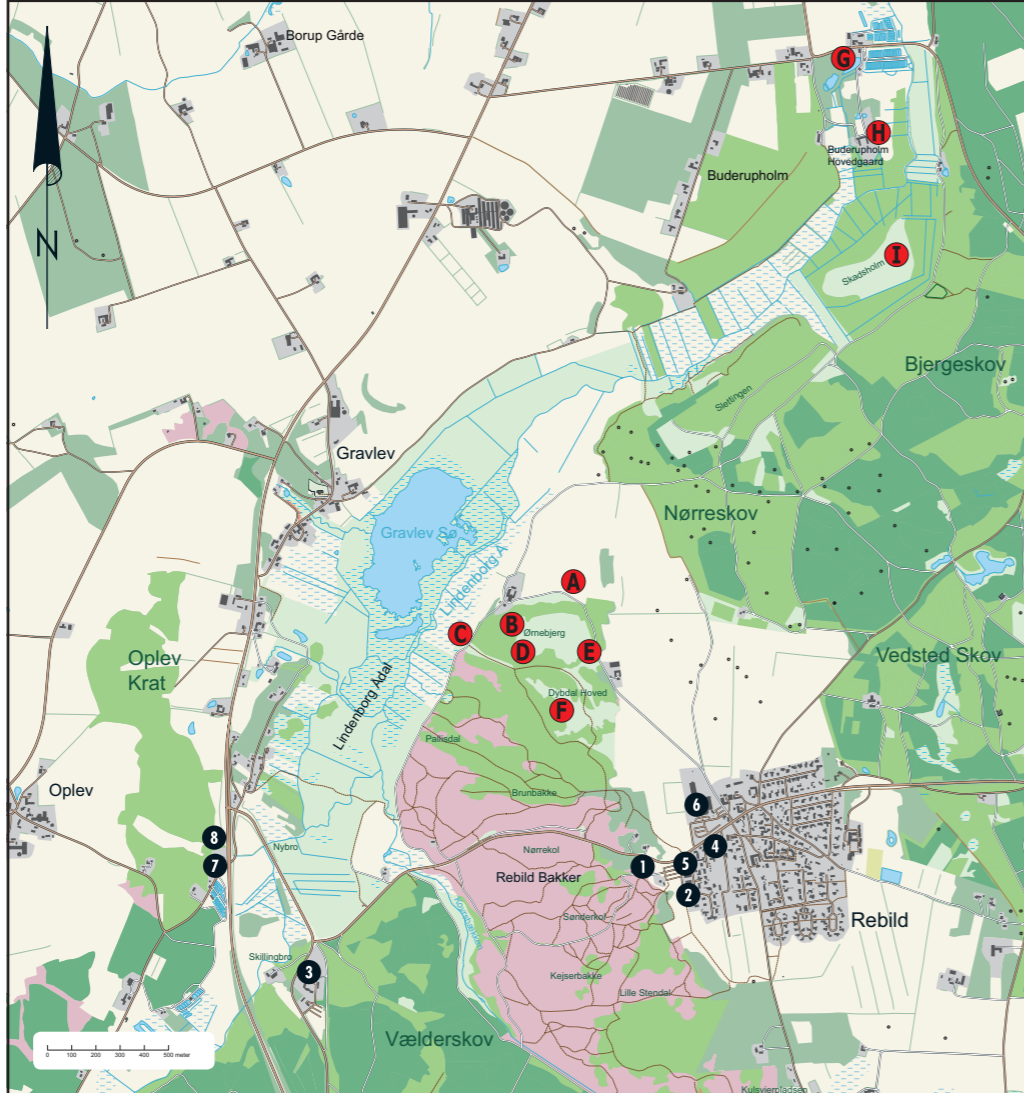 Borup Gårde
G
H
Buderupholm
Hovedgaard
Buderupholm
N
I
Skadsholm
Bjergeskov
Slettingen
Gravlev
Nørreskov
Gravlev Sø
Lindenborg Å
A
B
C
Ørnebjerg
D
E
Oplev
Krat
Vedsted Skov
Dybdal Hoved
F
Lindenborg Ådal
Pallisdal
Oplev
Brunbakke
6
8
Nybro
Nørrekol
4
7
Rebild Bakker
1
5
2
Sønderkol
Rebild
Skillingbro
3
Kejserbakke
Lille Stendal
Vælderskov
0 100 200 300 400 500 meter